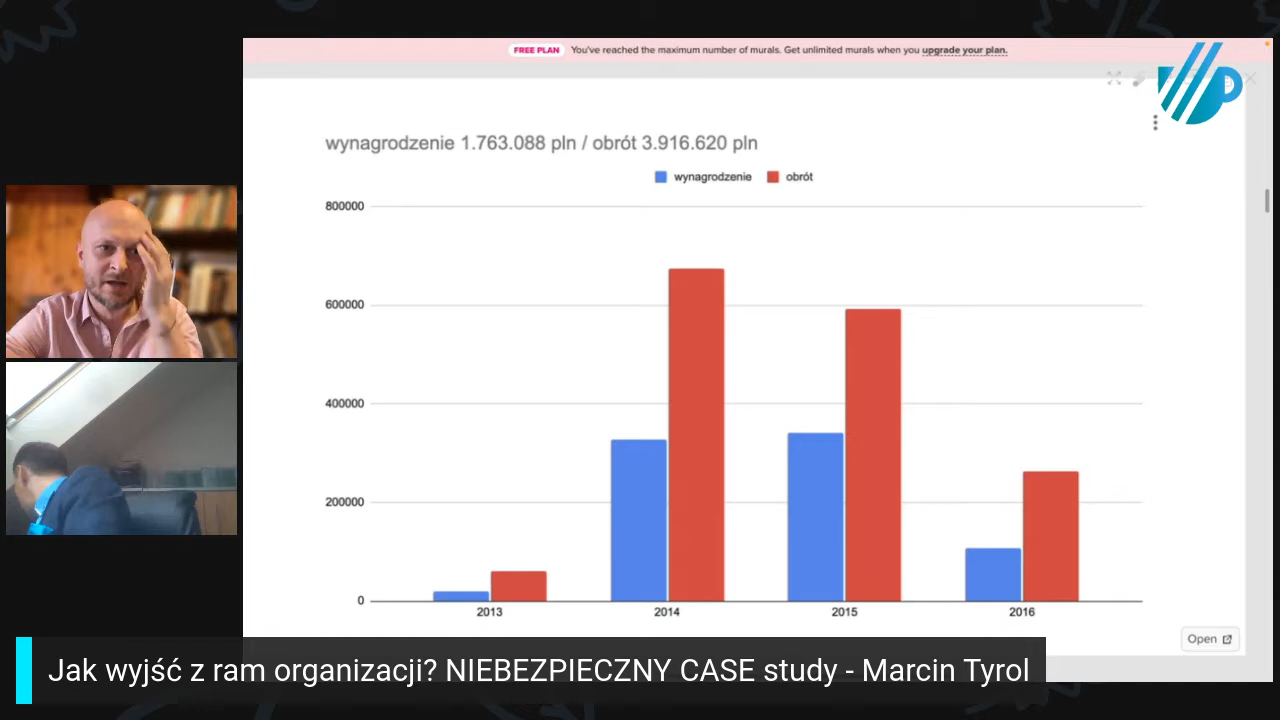 FREE PLAN You've reached the maximum number of murals. Get unlimited murals when you upgrade your plan.
wynagrodzenie 1.763.088 pln / obrót 3.916.620 pln
wynagrodzenie obrót
800000
600000
400000
200000
0
2013 2014 2015 2016
Open
Jak wyjść z ram organizacji? NIEBEZPIECZNY CASE study - Marcin Tyrol